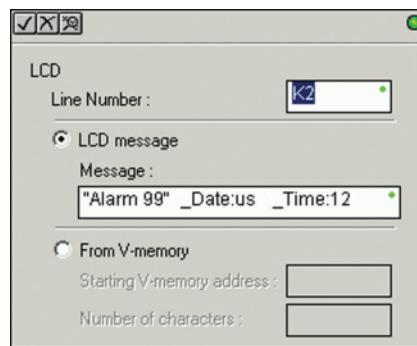 LCD
Line Number : K2
LCD message
Message :
"Alarm 99" _Date:us _Time:12
From V-memory
Starting V-memory address :
Number of characters :